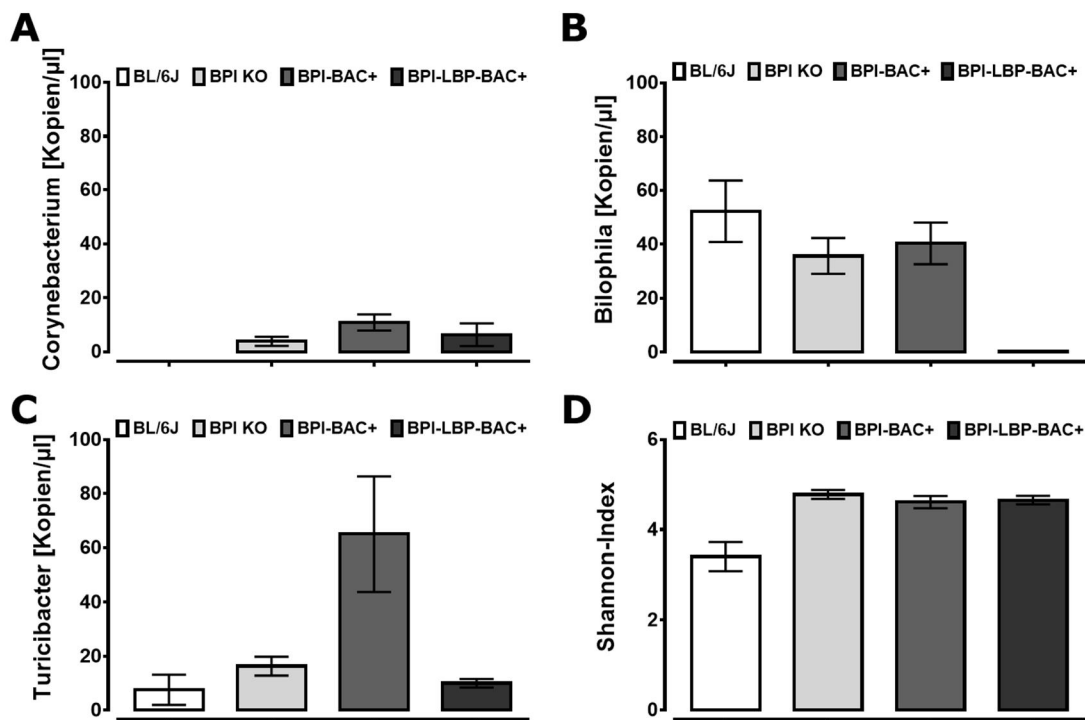 A
BL/6J BPI KO BPI-BAC+ BPI-LBP-BAC+
Corynebacterium [Kopien/µl]
100
80
60
40
20
0
B
BL/6J BPI KO BPI-BAC+ BPI-LBP-BAC+
Bilophila [Kopien/µl]
100
80
60
40
20
0
C
BL/6J BPI KO BPI-BAC+ BPI-LBP-BAC+
Turicibacter [Kopien/µl]
100
80
60
40
20
0
D
BL/6J BPI KO BPI-BAC+ BPI-LBP-BAC+
Shannon-Index
6
4
2
0